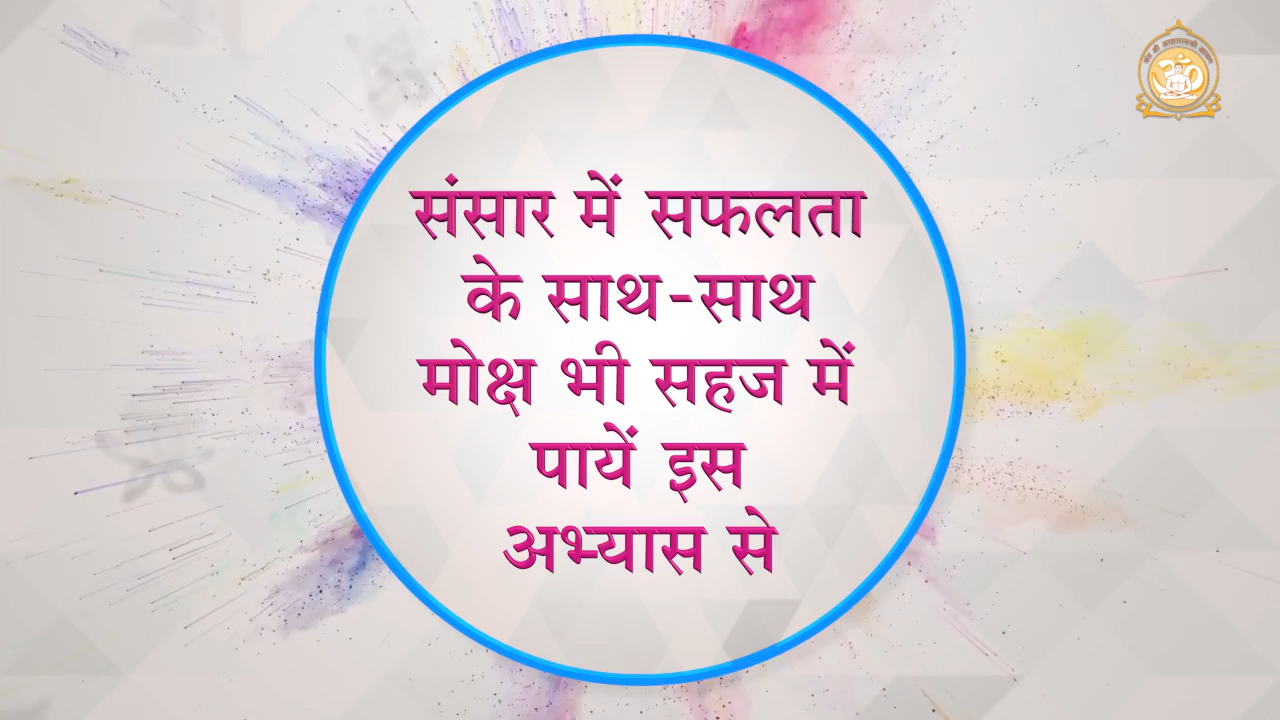 संसार में सफलता
के साथ-साथ
मोक्ष भी सहज में
पायें इस
अभ्यास से